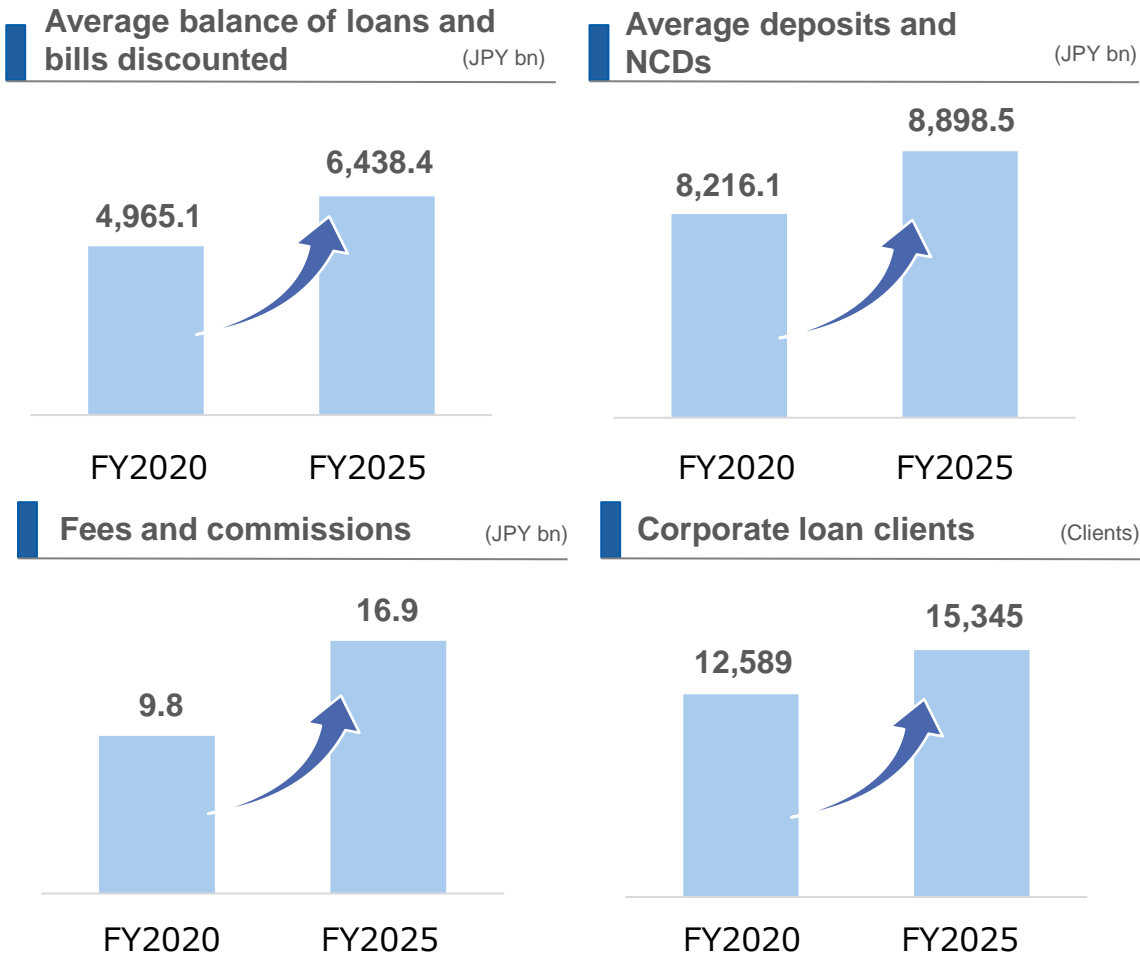 Average balance of loans and
bills discounted (JPY bn)
4,965.1
6,438.4
FY2020 FY2025
Average deposits and
NCDs (JPY bn)
8,216.1
8,898.5
FY2020 FY2025
Fees and commissions (JPY bn)
9.8
16.9
FY2020 FY2025
Corporate loan clients (Clients)
12,589
15,345
FY2020 FY2025